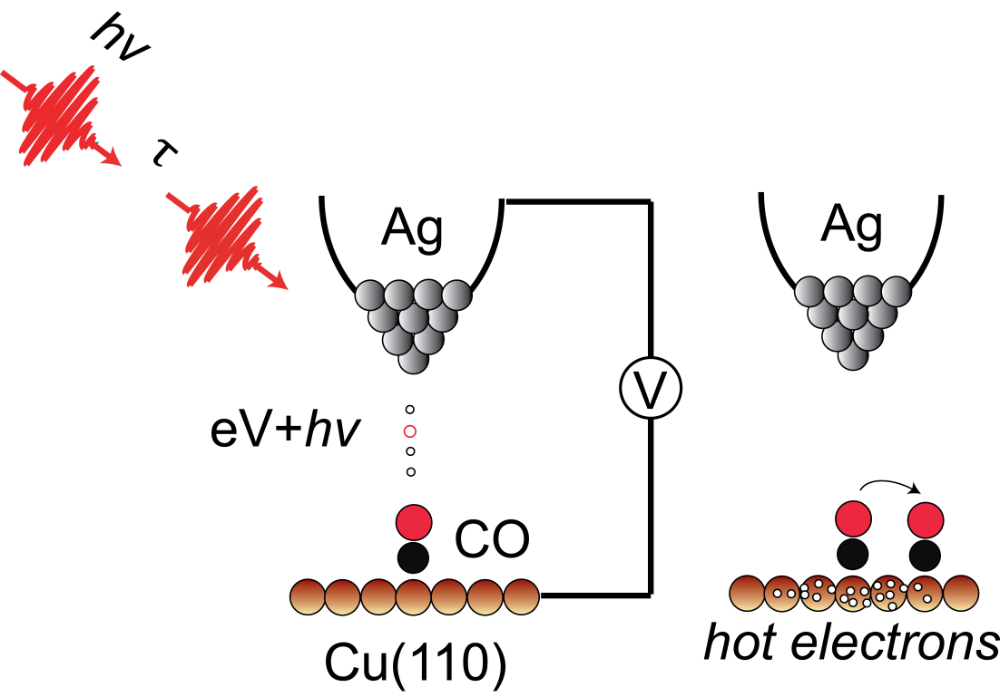 hν
τ
Ag
Ag
V
eV+hν
CO
Cu(110)
hot electrons